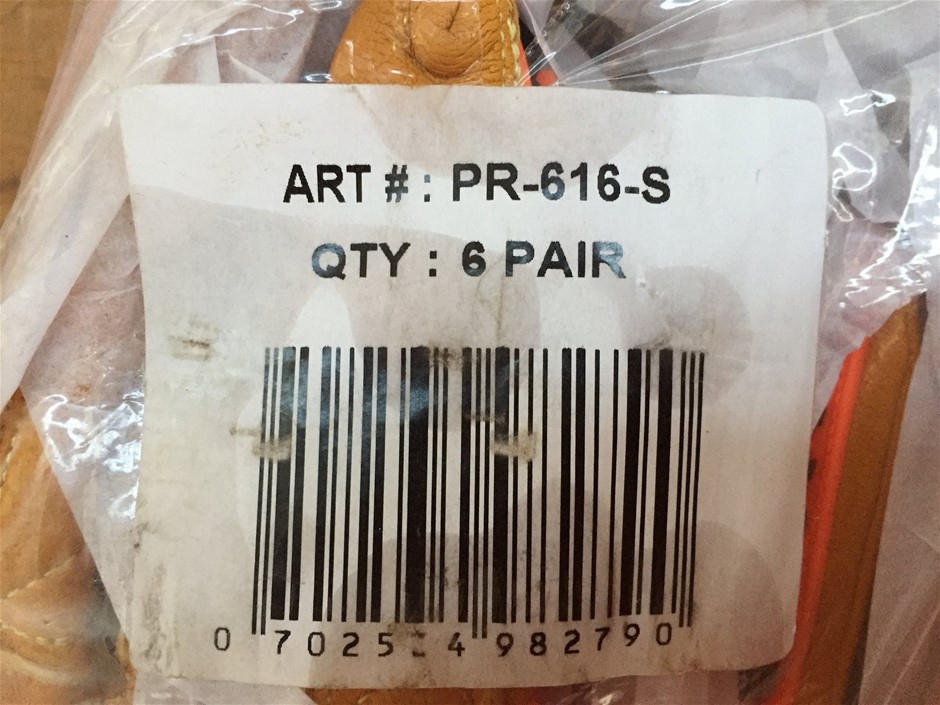 ART # : PR-616-S
QTY : 6 PAIR
0 7025 4 982790